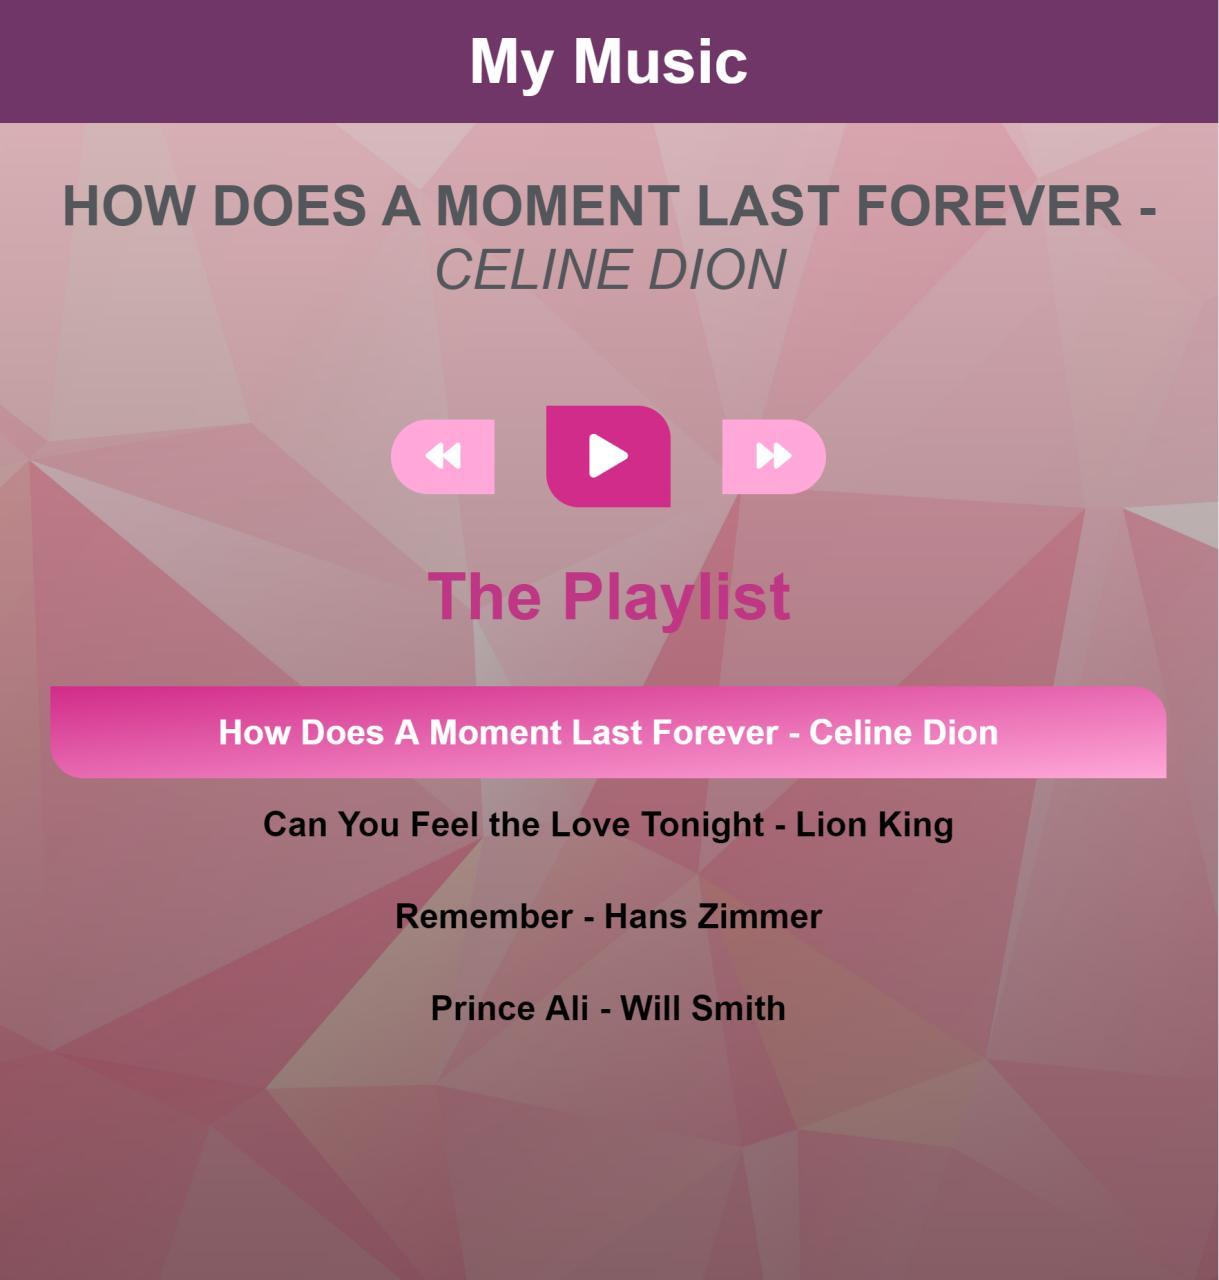 My Music
HOW DOES A MOMENT LAST FOREVER -
CELINE DION
The Playlist
How Does A Moment Last Forever - Celine Dion
Can You Feel the Love Tonight - Lion King
Remember - Hans Zimmer
Prince Ali - Will Smith